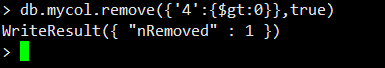 > db.mycol.remove({'4':{$gt:0}},true)
WriteResult({ "nRemoved" : 1 })
>